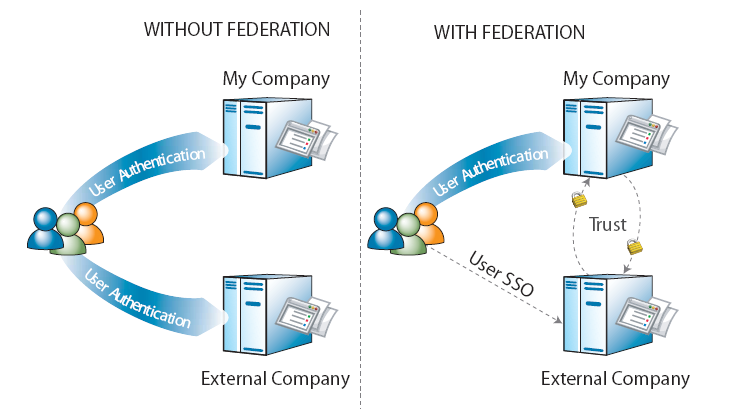 WITHOUT FEDERATION
My Company
User Authentication
User Authentication
External Company
WITH FEDERATION
My Company
User Authentication
Trust
User SSO
External Company